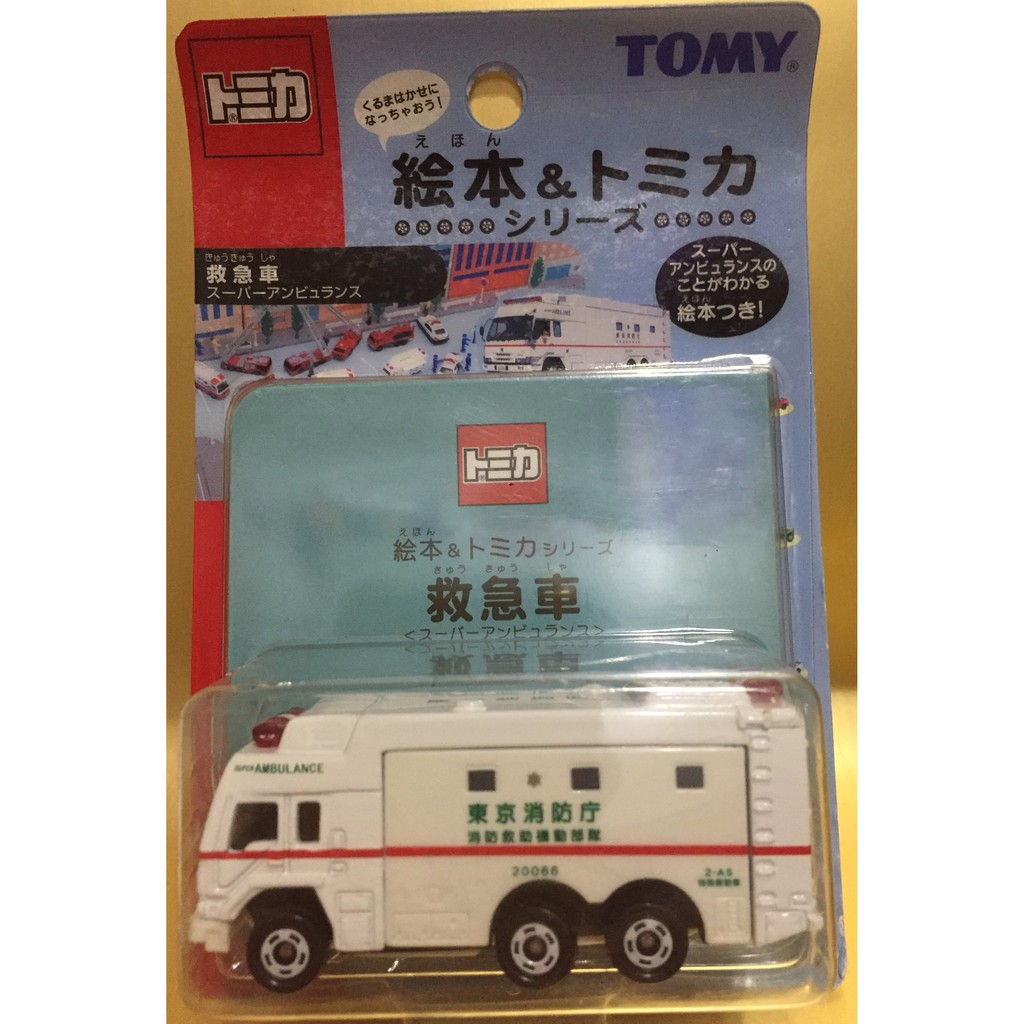 トミカ®
TOMY®
くるまはかせに
なっちゃおう!
えほん
絵本&トミカ
シリーズ
きゅうきゅうしゃ
救急車
スーパーアンビュランス
スーパー
アンビュランスの
ことがわかる
えほん
絵本つき!
トミカ
えほん
絵本&トミカシリーズ
きゅう きゅう しゃ
救急車
<スーパーアンビュランス>
SUPER AMBULANCE
東京消防庁
消防救助機動部隊
20086
2-AS
特殊救急車